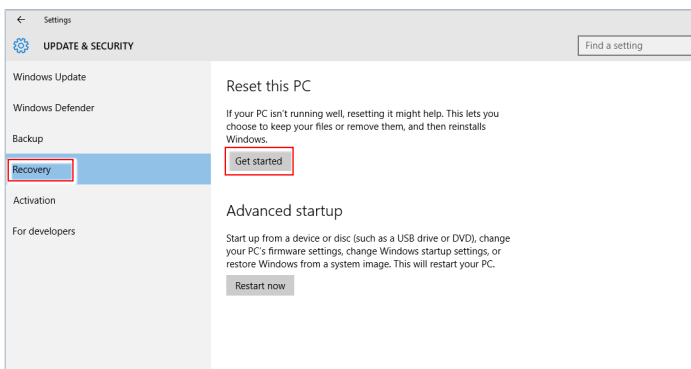 ← Settings
UPDATE & SECURITY
Find a setting
Windows Update
Windows Defender
Backup
Recovery
Activation
For developers
Reset this PC
If your PC isn't running well, resetting it might help. This lets you
choose to keep your files or remove them, and then reinstalls
Windows.
Get started
Advanced startup
Start up from a device or disc (such as a USB drive or DVD), change
your PC's firmware settings, change Windows startup settings, or
restore Windows from a system image. This will restart your PC.
Restart now